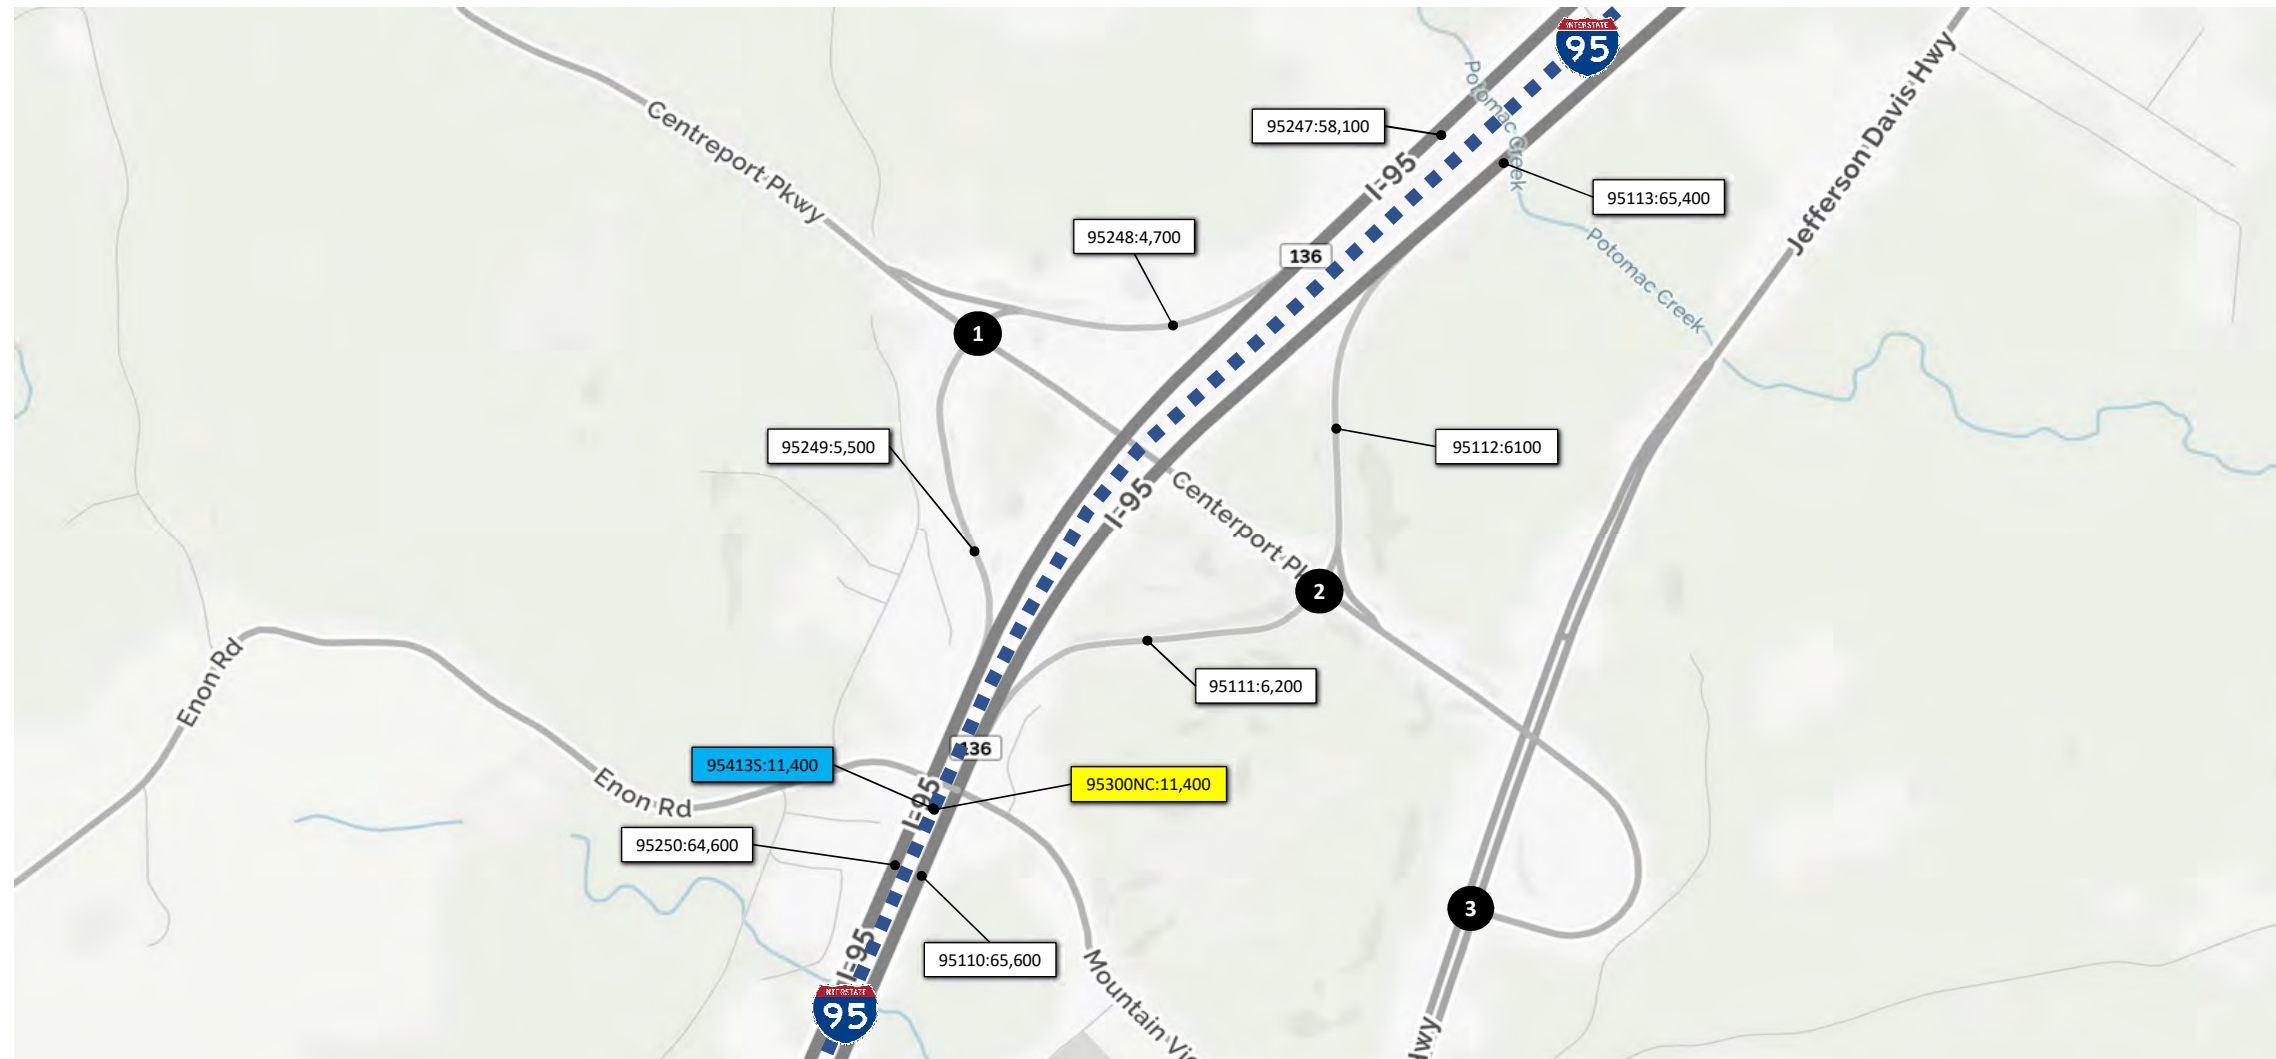 INTERSTATE
95
Potomac Creek
Jefferson Davis Hwy
Centreport Pkwy
95247:58,100
I-95
95113:65,400
95248:4,700
136
Potomac Creek
1
95249:5,500
95112:6100
I-95
Centerport
2
Enon Rd
95111:6,200
136
95413S:11,400
95300NC:11,400
Enon Rd
I-95
95250:64,600
3
I-95
95110:65,600
Mountain
INTERSTATE
95
Hwy